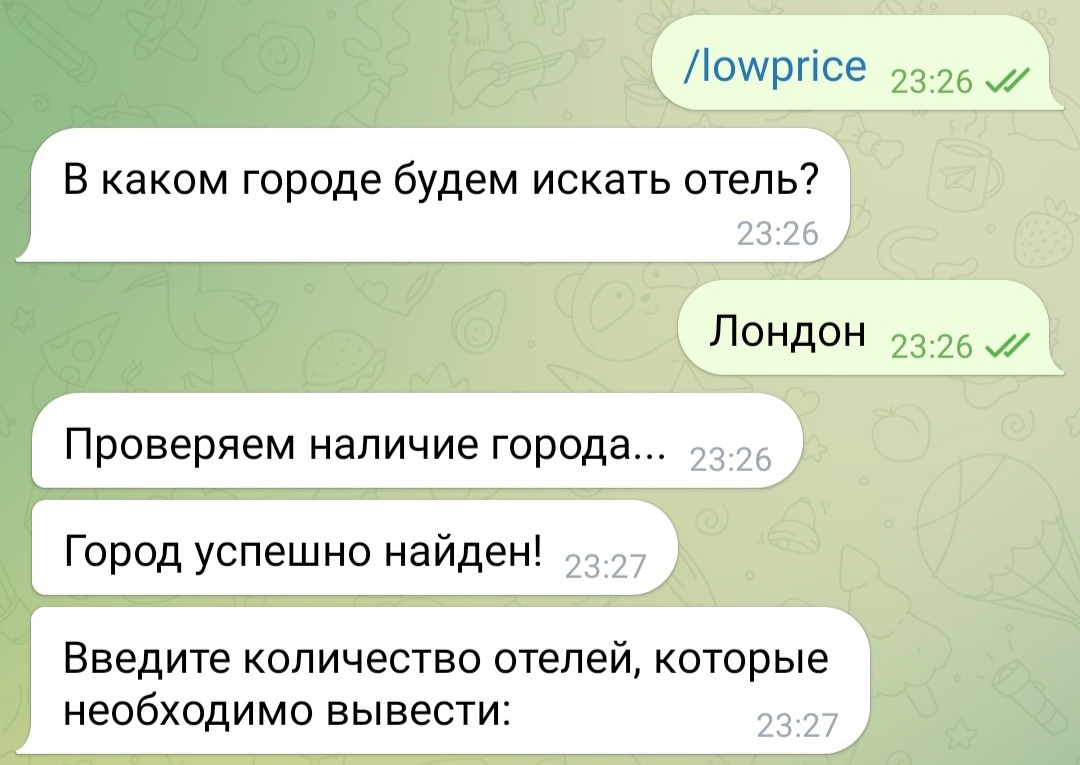 /lowprice 23:26
В каком городе будем искать отель?
23:26
Лондон 23:26
Проверяем наличие города... 23:26
Город успешно найден! 23:27
Введите количество отелей, которые
необходимо вывести: 23:27